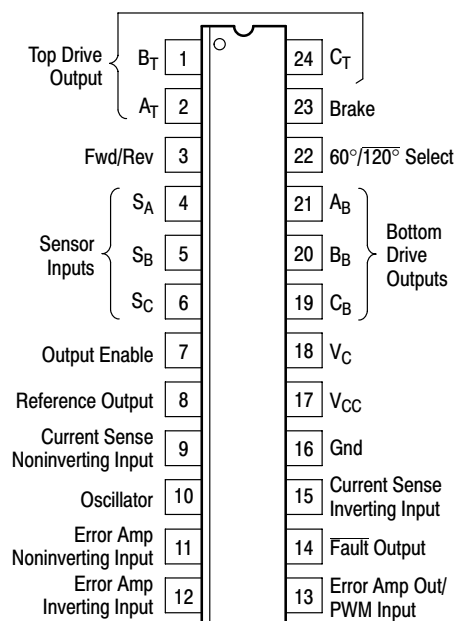 Top Drive
Output
B_T 1
A_T 2
Fwd/Rev 3
Sensor
Inputs
S_A 4
S_B 5
S_C 6
Output Enable 7
Reference Output 8
Current Sense
Noninverting Input 9
Oscillator 10
Error Amp
Noninverting Input 11
Error Amp
Inverting Input 12
24 C_T
23 Brake
22 60°/1̅2̅0̅°̅ Select
21 A_B
20 B_B
19 C_B
Bottom
Drive
Outputs
18 V_C
17 V_CC
16 Gnd
15 Current Sense
Inverting Input
14 F̅a̅u̅l̅t̅ Output
13 Error Amp Out/
PWM Input